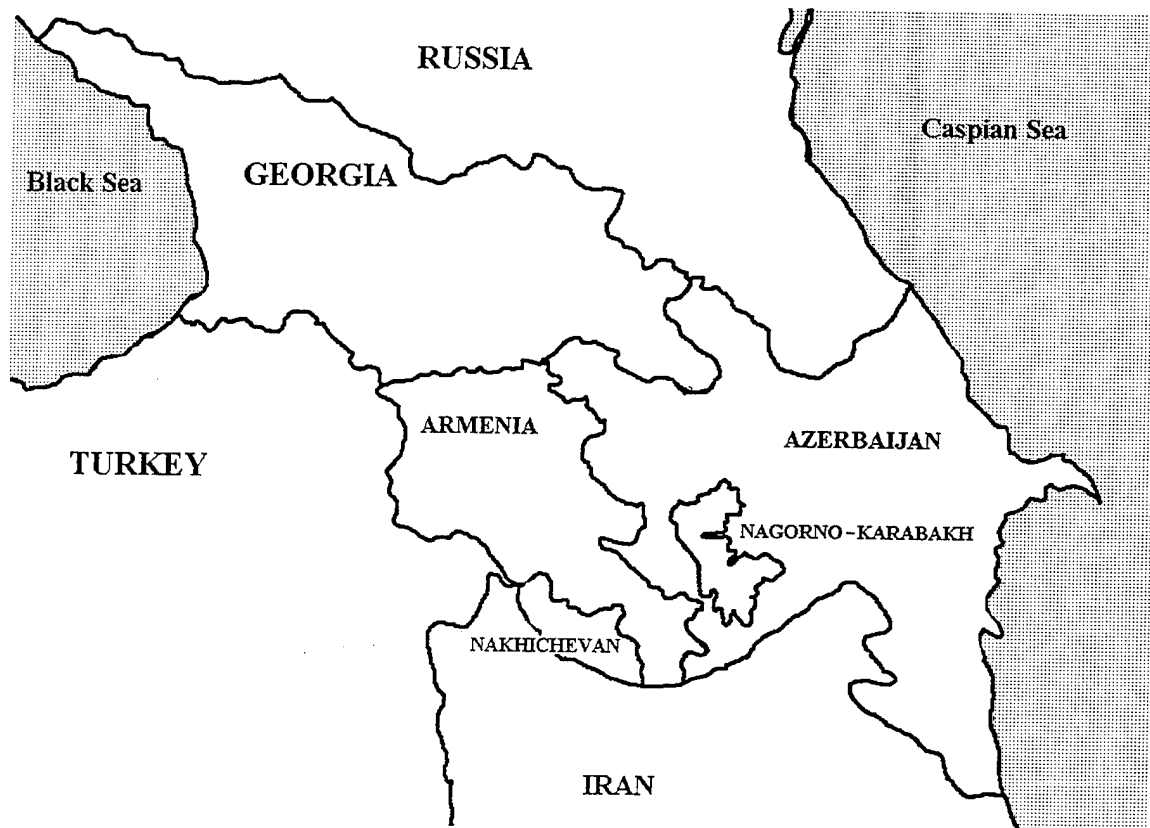 RUSSIA
Caspian Sea
Black Sea
GEORGIA
ARMENIA
AZERBAIJAN
TURKEY
NAGORNO-KARABAKH
NAKHICHEVAN
IRAN